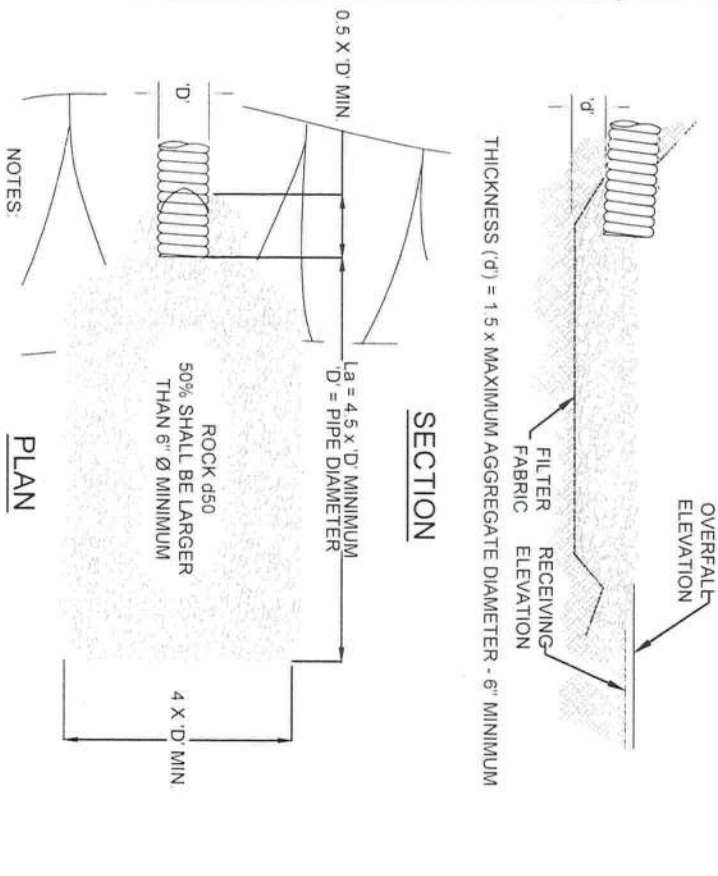 OVERFALL
ELEVATION
'd'
FILTER
FABRIC
RECEIVING
ELEVATION
THICKNESS ('d') = 1.5 x MAXIMUM AGGREGATE DIAMETER - 6" MINIMUM
SECTION
0.5 X 'D' MIN.
La = 4.5 x 'D' MINIMUM
'D' = PIPE DIAMETER
'D'
ROCK d50
50% SHALL BE LARGER
THAN 6" Ø MINIMUM
4 X 'D' MIN.
PLAN
NOTES: